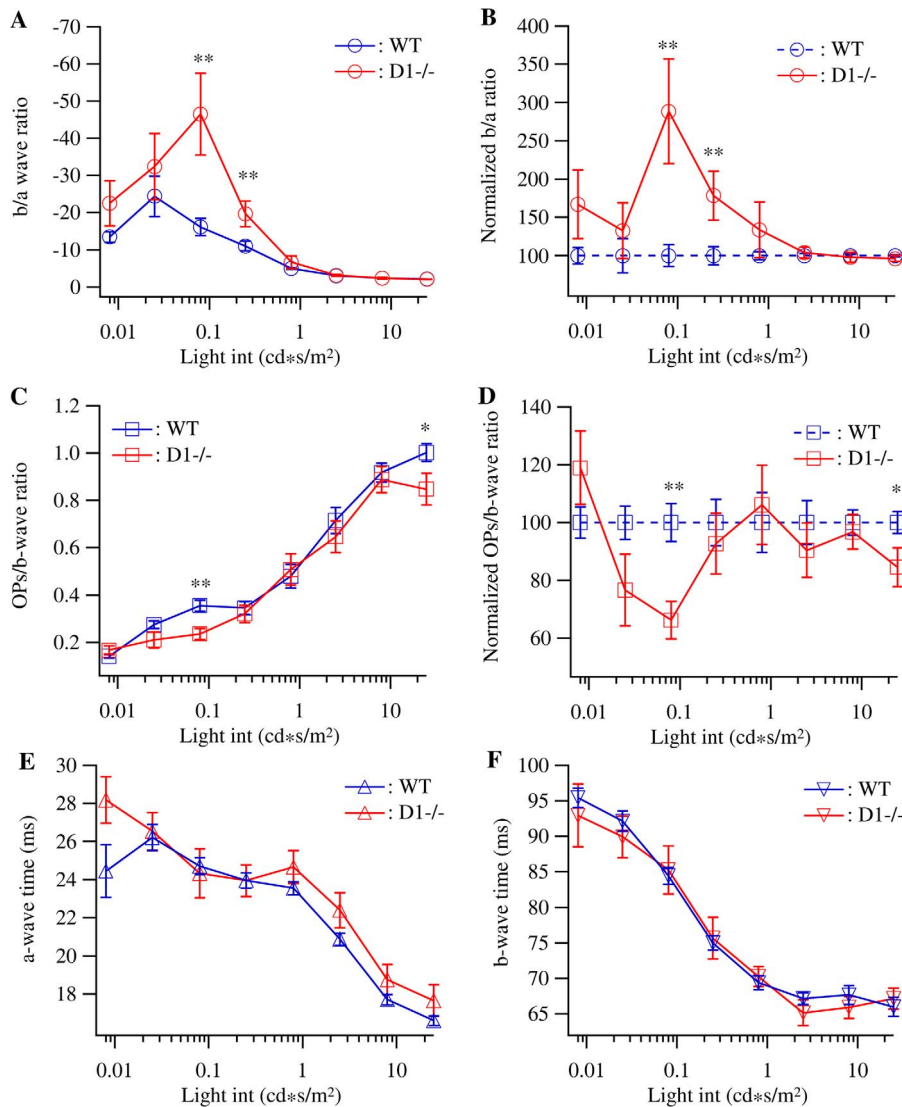 A
-70
-60
-50
-40
-30
-20
-10
0
b/a wave ratio
: WT
: D1-/-
**
**
0.01
0.1
1
10
Light int (cd∗s/m²)
B
400
350
300
250
200
150
100
50
Normalized b/a ratio
: WT
: D1-/-
**
**
0.01
0.1
1
10
Light int (cd∗s/m²)
C
1.2
1.0
0.8
0.6
0.4
0.2
OPs/b-wave ratio
: WT
: D1-/-
**
*
0.01
0.1
1
10
Light int (cd∗s/m²)
D
140
120
100
80
60
Normalized OPs/b-wave ratio
: WT
: D1-/-
**
*
0.01
0.1
1
10
Light int (cd∗s/m²)
E
30
28
26
24
22
20
18
a-wave time (ms)
: WT
: D1-/-
0.01
0.1
1
10
Light int (cd∗s/m²)
F
100
95
90
85
80
75
70
65
b-wave time (ms)
: WT
: D1-/-
0.01
0.1
1
10
Light int (cd∗s/m²)